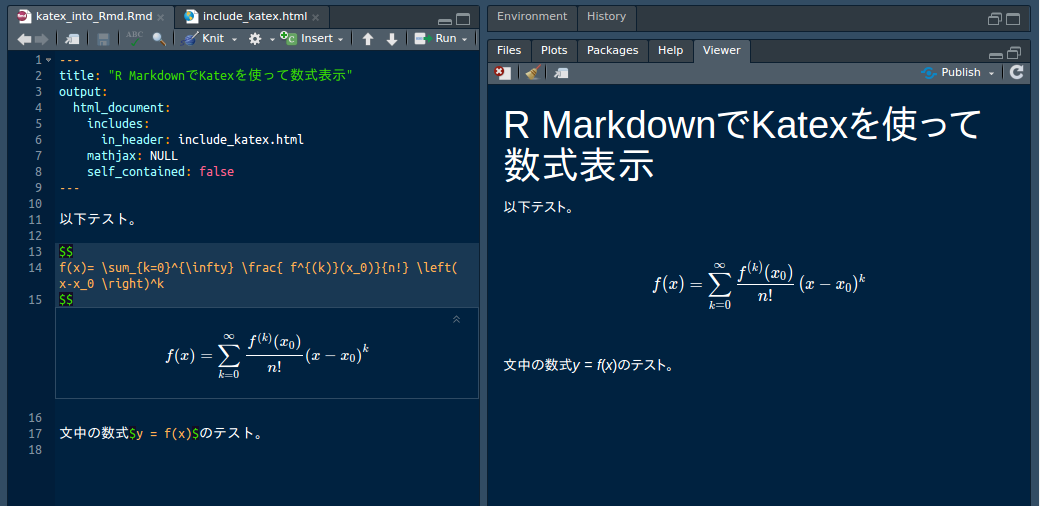 katex_into_Rmd.Rmd
include_katex.html
ABC
Knit
Insert
Run
1 ---
2 title: "R MarkdownでKatexを使って数式表示"
3 output:
4 html_document:
5 includes:
6 in_header: include_katex.html
7 mathjax: NULL
8 self_contained: false
9 ---
10
11 以下テスト。
12
13 $$
14 f(x)= \sum_{k=0}^{\infty} \frac{ f^{(k)}(x_0)}{n!} \left(
x-x_0 \right)^k
15 $$
f(x) = ∑_{k=0}^{∞} \frac{f^{(k)}(x_0)}{n!} (x − x_0)^k
16
17 文中の数式$y = f(x)$のテスト。
18
Environment
History
Files
Plots
Packages
Help
Viewer
Publish
R MarkdownでKatexを使って
数式表示
以下テスト。
f(x) = ∑_{k=0}^{∞} \frac{f^{(k)}(x_0)}{n!} (x − x_0)^k
文中の数式y = f(x)のテスト。